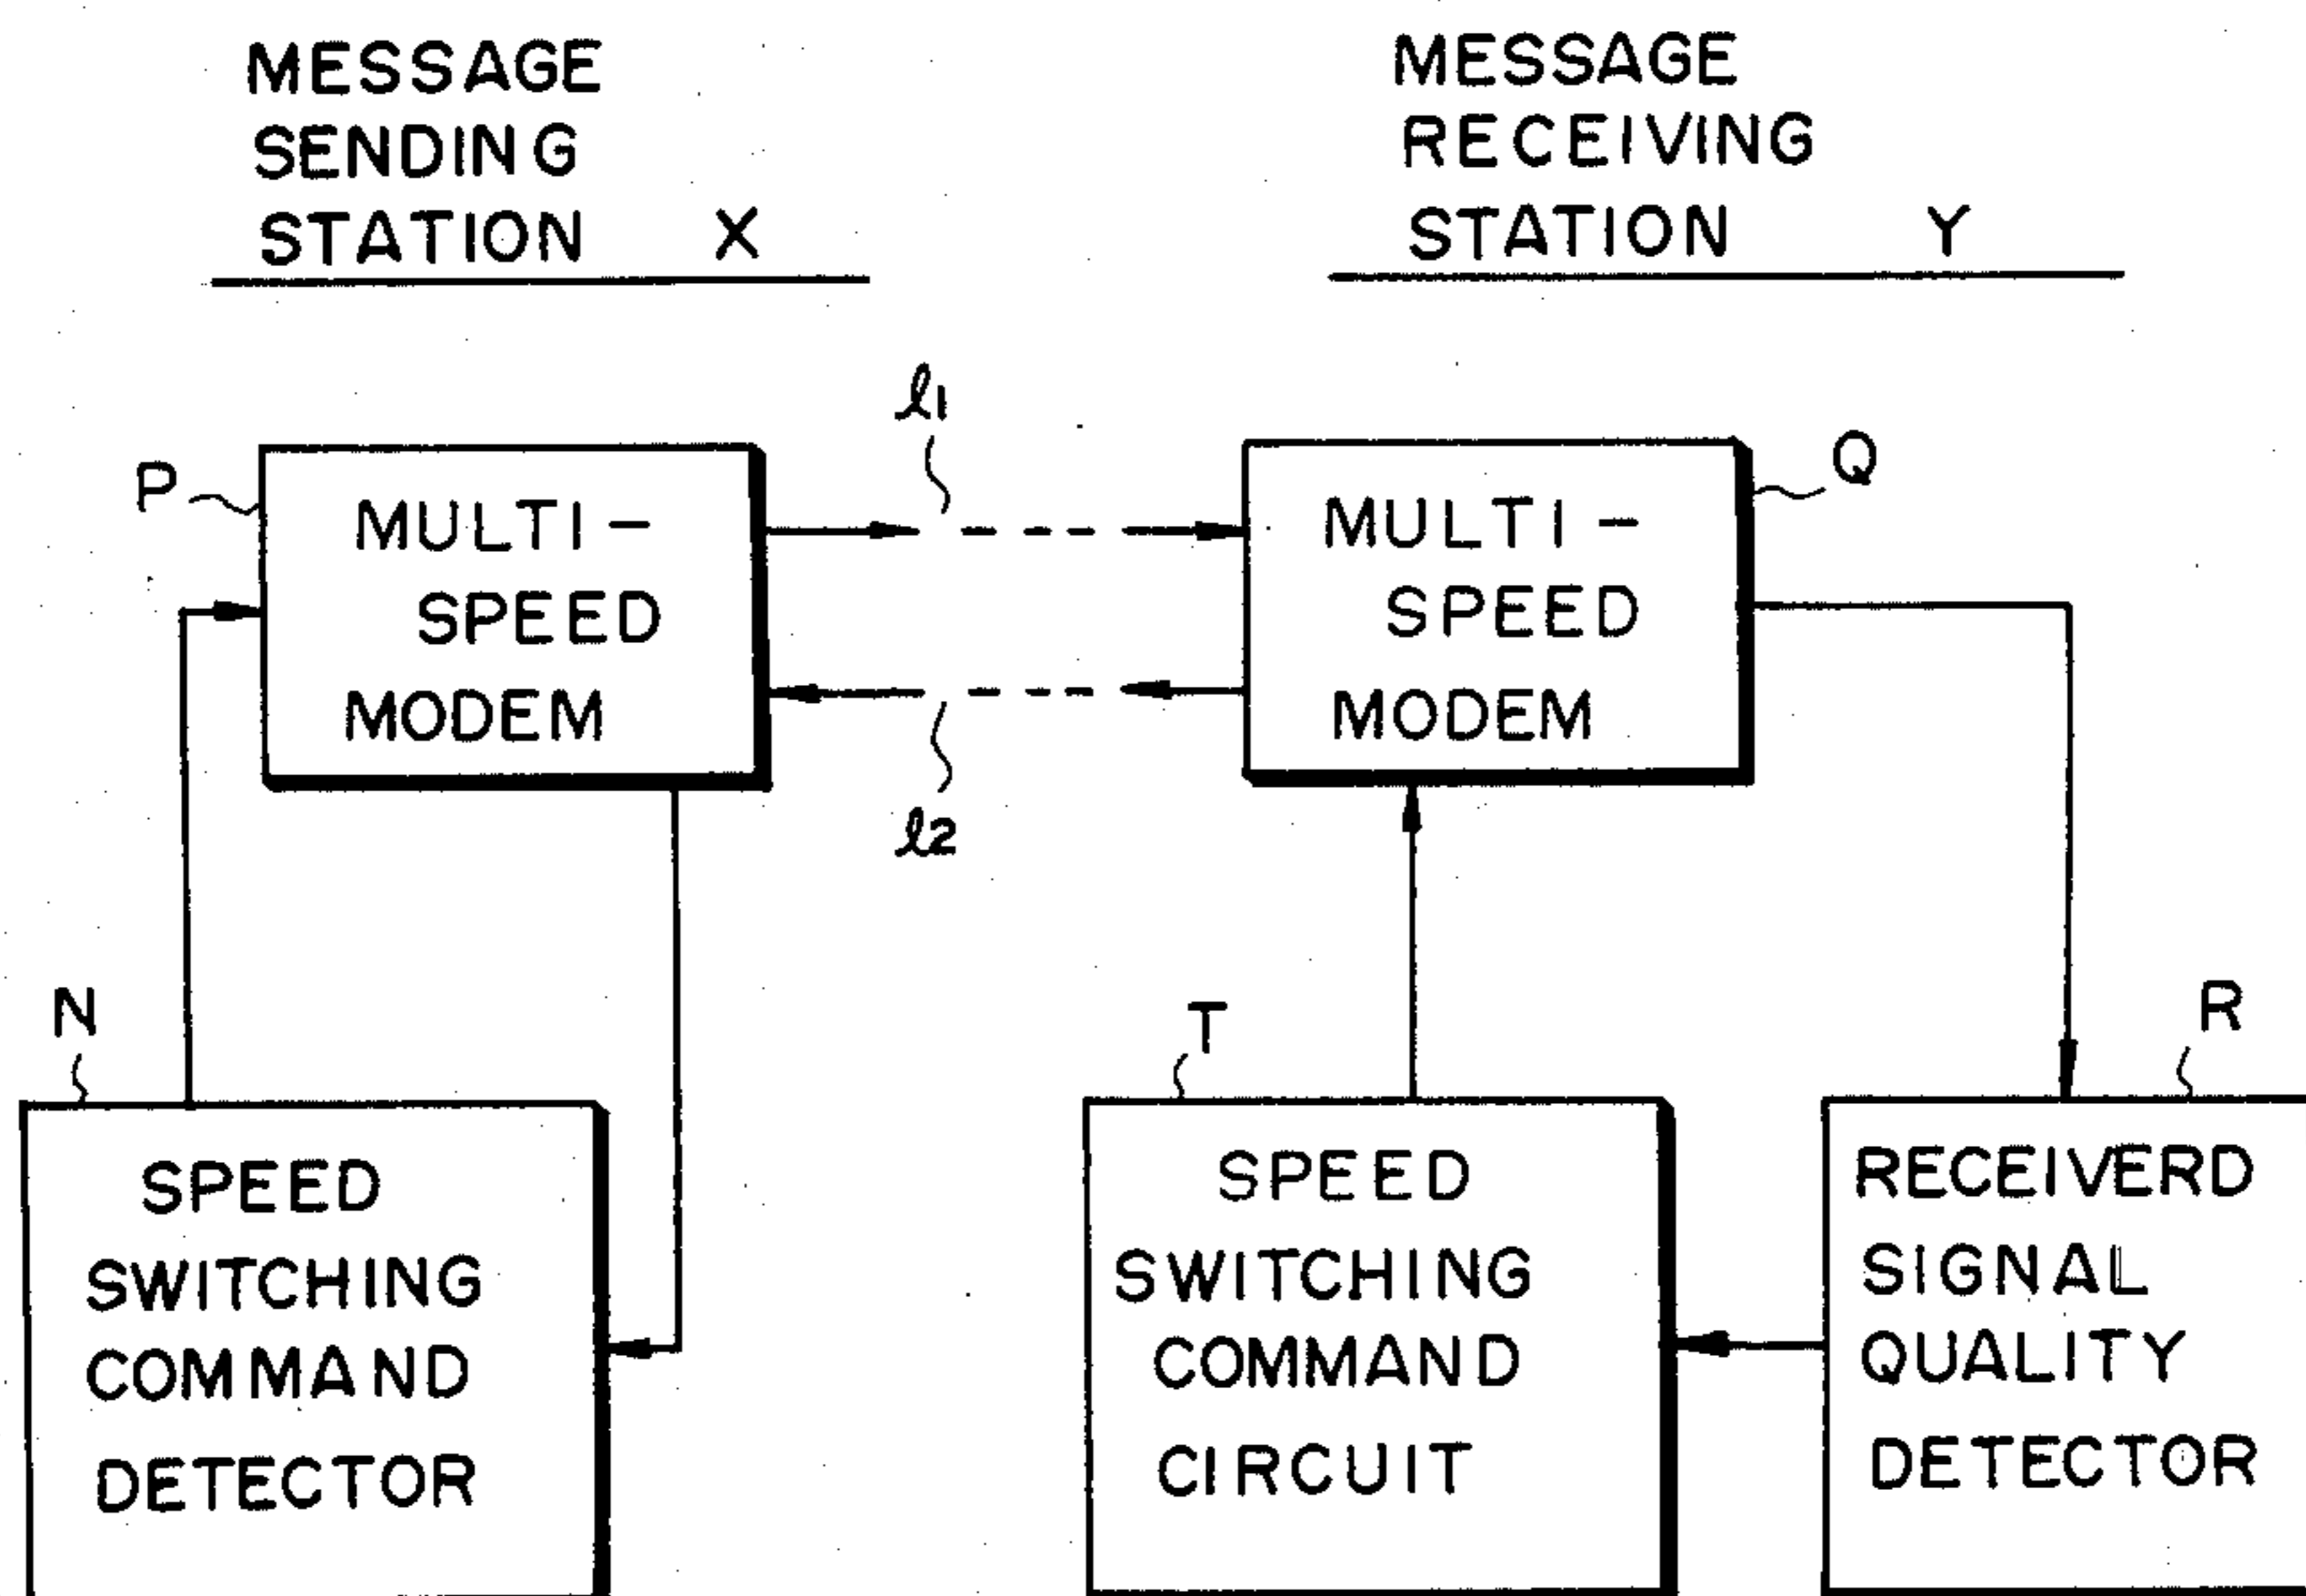 MESSAGE
SENDING
STATION X
MESSAGE
RECEIVING
STATION Y
l1
P
MULTI-
SPEED
MODEM
Q
MULTI-
SPEED
MODEM
l2
N
SPEED
SWITCHING
COMMAND
DETECTOR
T
SPEED
SWITCHING
COMMAND
CIRCUIT
R
RECEIVERD
SIGNAL
QUALITY
DETECTOR